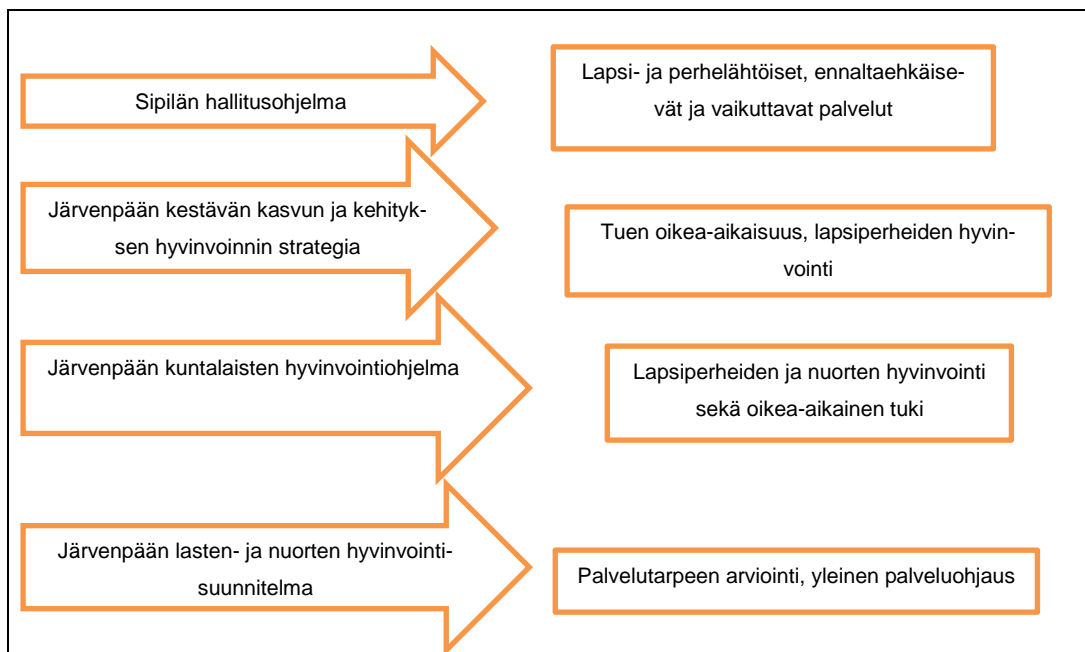 Sipilän hallitusohjelma
Lapsi- ja perhelähtöiset, ennaltaehkäise-
vät ja vaikuttavat palvelut
Järvenpään kestävän kasvun ja kehityk-
sen hyvinvoinnin strategia
Tuen oikea-aikaisuus, lapsiperheiden hyvin-
vointi
Järvenpään kuntalaisten hyvinvointiohjelma
Lapsiperheiden ja nuorten hyvinvointi
sekä oikea-aikainen tuki
Järvenpään lasten- ja nuorten hyvinvointi-
suunnitelma
Palvelutarpeen arviointi, yleinen palveluohjaus